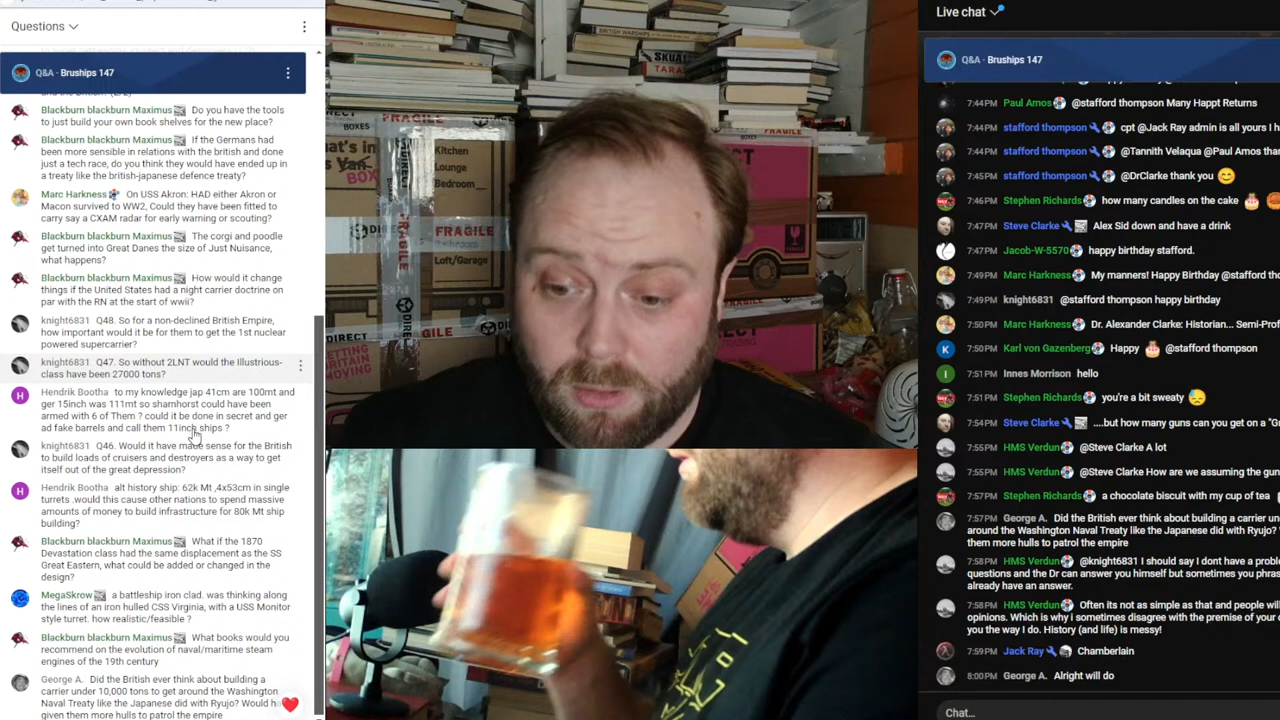 Questions
Q&A · Bruships 147
Blackburn blackburn Maximus Do you have the tools
to just build your own book shelves for the new place?
Blackburn blackburn Maximus If the Germans had
been more sensible in relations with the british and done
just a tech race, do you think they would have ended up in
a treaty like the british-japanese defence treaty?
Marc Harkness On USS Akron: HAD either Akron or
Macon survived to WW2, Could they have been fitted to
carry say a CXAM radar for early warning or scouting?
Blackburn blackburn Maximus The corgi and poodle
get turned into Great Danes the size of Just Nuisance,
what happens?
Blackburn blackburn Maximus How would it change
things if the United States had a night carrier doctrine on
par with the RN at the start of wwii?
knight6831 Q48. So for a non-declined British Empire,
how important would it be for them to get the 1st nuclear
powered supercarrier?
knight6831 Q47. So without 2LNT would the Illustrious-
class have been 27000 tons?
Hendrik Bootha to my knowledge jap 41cm are 100mt and
ger 15inch was 111mt so sharnhorst could have been
armed with 6 of Them ? could it be done in secret and ger
ad fake barrels and call them 11inch ships ?
knight6831 Q46. Would it have made sense for the British
to build loads of cruisers and destroyers as a way to get
itself out of the great depression?
Hendrik Bootha alt history ship: 62k Mt ,4x53cm in single
turrets .would this cause other nations to spend massive
amounts of money to build infrastructure for 80k Mt ship
building?
Blackburn blackburn Maximus What if the 1870
Devastation class had the same displacement as the SS
Great Eastern, what could be added or changed in the
design?
MegaSkrow a battleship iron clad. was thinking along
the lines of an iron hulled CSS Virginia, with a USS Monitor
style turret. how realistic/feasible ?
Blackburn blackburn Maximus What books would you
recommend on the evolution of naval/maritime steam
engines of the 19th century
George A. Did the British ever think about building a
carrier under 10,000 tons to get around the Washington
Naval Treaty like the Japanese did with Ryujo? Would ha
given them more hulls to patrol the empire
BRITISH WARSHIPS
SKUA!
TARA
DIRECT
BOXES
FRAGILE
What's in
Yan
BOX
Kitchen
Lounge
Bedroom
FRAGILE
Loft/Garage
DIRECT
FRAGILE
GETTING
BRITAIN
MOVING
Live chat
Q&A · Bruships 147
7:44PM Paul Amos @stafford thompson Many Happt Returns
7:44PM stafford thompson cpt @Jack Ray admin is all yours I h
7:44PM stafford thompson @Tannith Velaqua @Paul Amos than
7:45PM stafford thompson @DrClarke thank you
7:46PM Stephen Richards how many candles on the cake
7:47PM Steve Clarke Alex Sid down and have a drink
7:47PM Jacob-W-5570 happy birthday stafford.
7:49PM Marc Harkness My manners! Happy Birthday @stafford tho
7:49PM knight6831 @stafford thompson happy birthday
7:50PM Marc Harkness Dr. Alexander Clarke: Historian... Semi-Prof
7:50PM Karl von Gazenberg Happy @stafford thompson
7:51PM Innes Morrison hello
7:51PM Stephen Richards you're a bit sweaty
7:54PM Steve Clarke ....but how many guns can you get on a "Gr
7:55PM HMS Verdun @Steve Clarke A lot
7:55PM HMS Verdun @Steve Clarke How are we assuming the gun
7:57PM Stephen Richards a chocolate biscuit with my cup of tea
7:57PM George A. Did the British ever think about building a carrier un
around the Washington Naval Treaty like the Japanese did with Ryujo?
them more hulls to patrol the empire
7:58PM HMS Verdun @knight6831 I should say I dont have a proble
questions and the Dr can answer you himself but sometimes you phras
already have an answer.
7:58PM HMS Verdun Often its not as simple as that and people will
opinions. Which is why i sometimes disagree with the premise of your
you the way I do. History (and life) is messy!
7:59PM Jack Ray Chamberlain
8:00PM George A. Alright will do
Chat...